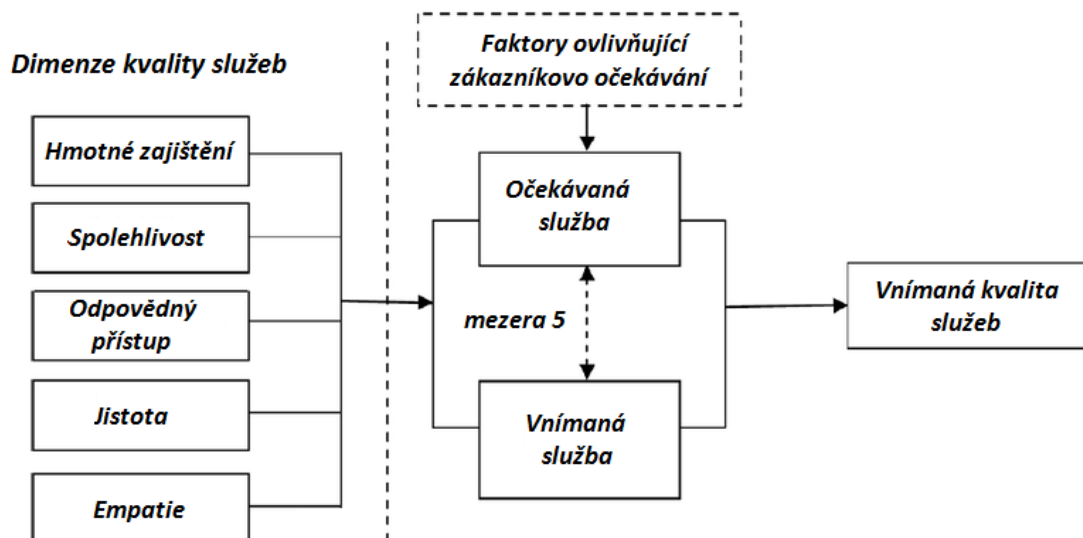 Dimenze kvality služeb
Hmotné zajištění
Spolehlivost
Odpovědný
přístup
Jistota
Empatie
Faktory ovlivňující
zákazníkovo očekávání
Očekávaná
služba
mezera 5
Vnímaná
služba
Vnímaná kvalita
služeb